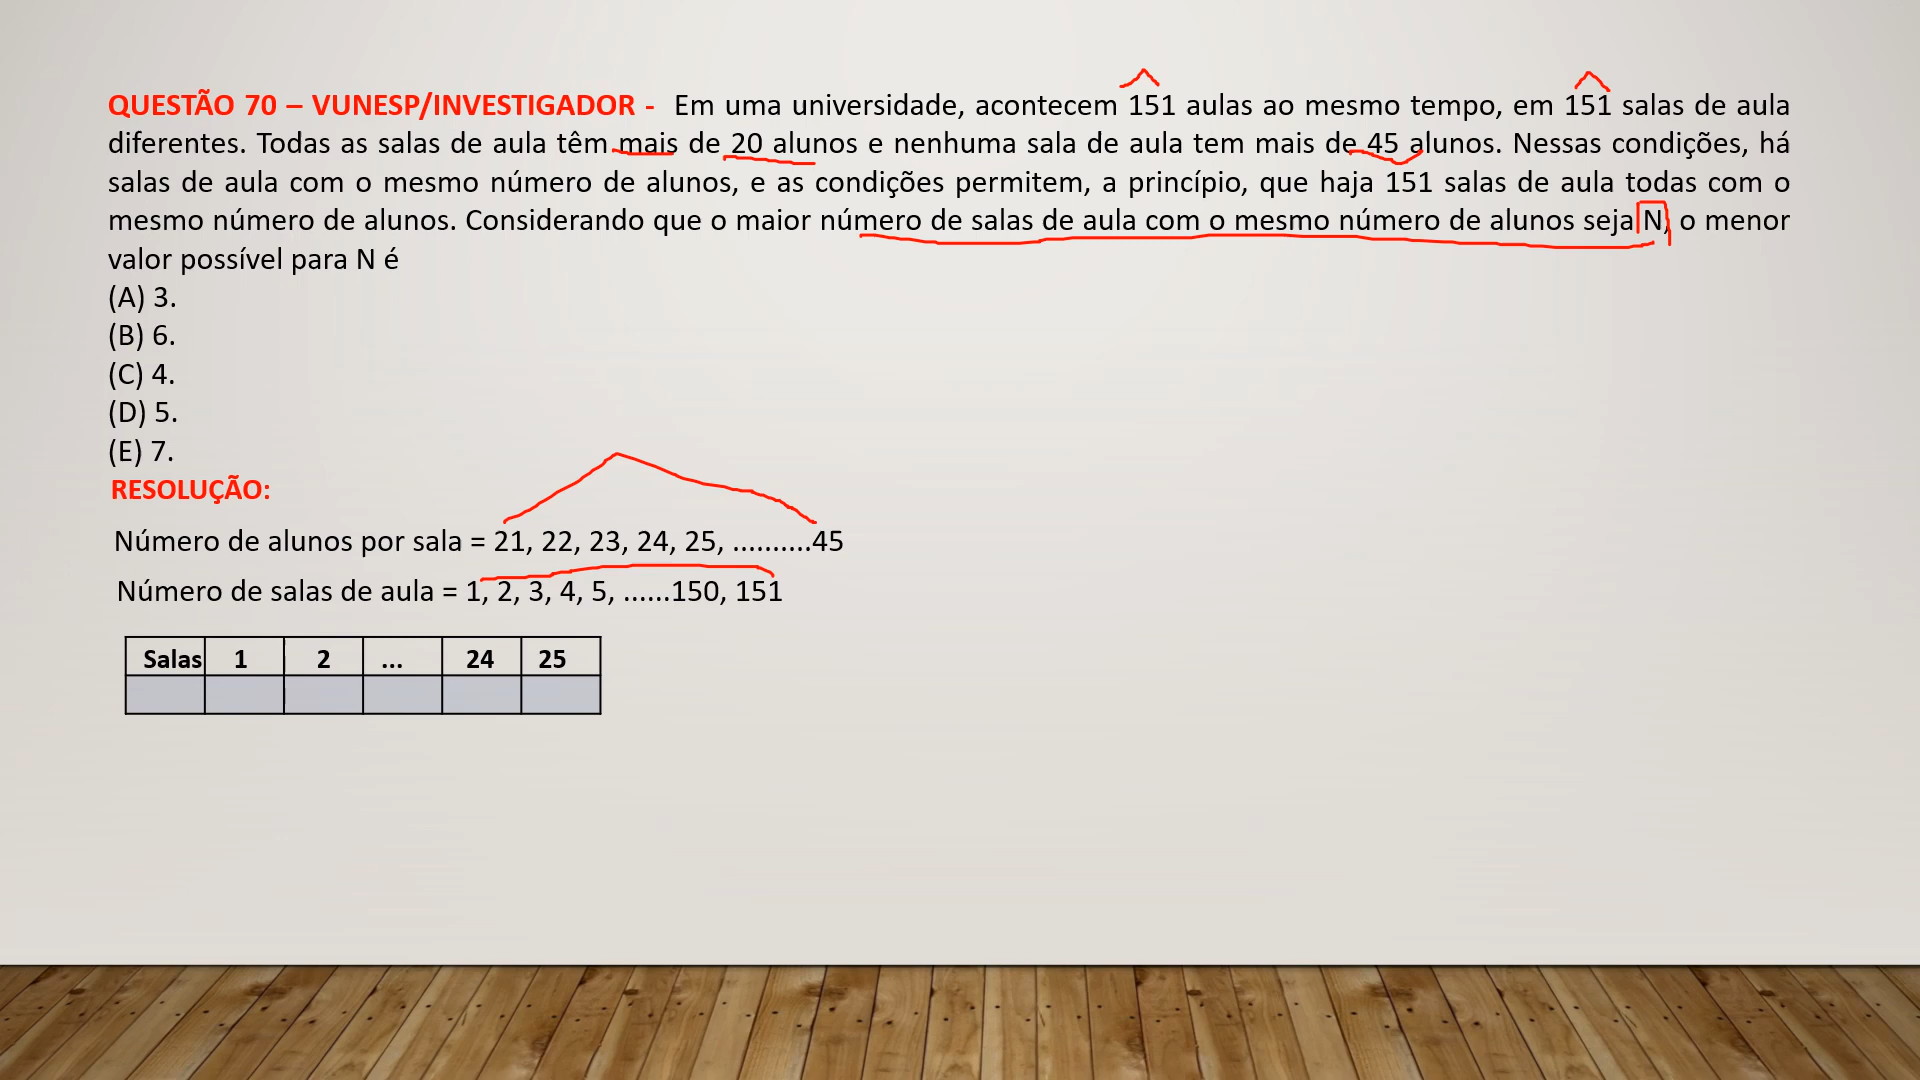 QUESTÃO 70 – VUNESP/INVESTIGADOR - Em uma universidade, acontecem 151 aulas ao mesmo tempo, em 151 salas de aula
diferentes. Todas as salas de aula têm mais de 20 alunos e nenhuma sala de aula tem mais de 45 alunos. Nessas condições, há
salas de aula com o mesmo número de alunos, e as condições permitem, a princípio, que haja 151 salas de aula todas com o
mesmo número de alunos. Considerando que o maior número de salas de aula com o mesmo número de alunos seja N, o menor
valor possível para N é
(A) 3.
(B) 6.
(C) 4.
(D) 5.
(E) 7.
RESOLUÇÃO:
Número de alunos por sala = 21, 22, 23, 24, 25, ..........45
Número de salas de aula = 1, 2, 3, 4, 5, ......150, 151
Salas 1 2 ... 24 25